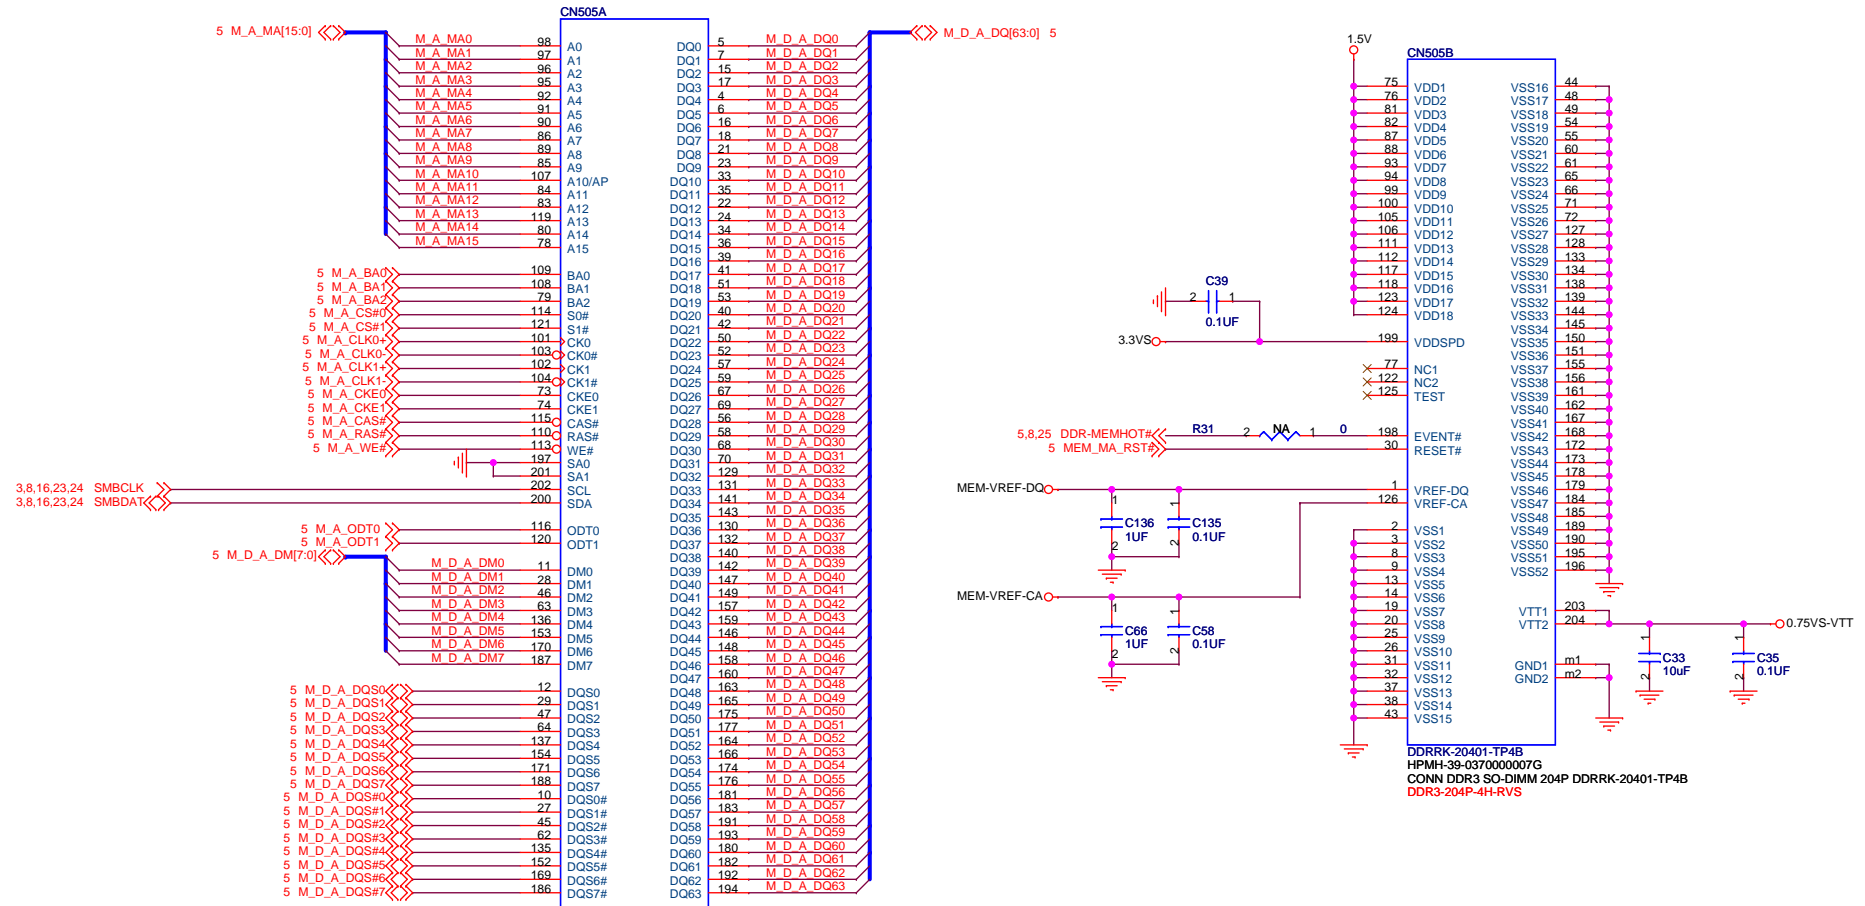 CN505A
5 M_A_MA[15:0]
M_A_MA0 98 A0
M_A_MA1 97 A1
M_A_MA2 96 A2
M_A_MA3 95 A3
M_A_MA4 92 A4
M_A_MA5 91 A5
M_A_MA6 90 A6
M_A_MA7 86 A7
M_A_MA8 89 A8
M_A_MA9 85 A9
M_A_MA10 107 A10/AP
M_A_MA11 84 A11
M_A_MA12 83 A12
M_A_MA13 119 A13
M_A_MA14 80 A14
M_A_MA15 78 A15
5 M_A_BA0 109 BA0
5 M_A_BA1 108 BA1
5 M_A_BA2 79 BA2
5 M_A_CS#0 114 S0#
5 M_A_CS#1 121 S1#
5 M_A_CLK0+ 101 CK0
5 M_A_CLK0- 103 CK0#
5 M_A_CLK1+ 102 CK1
5 M_A_CLK1- 104 CK1#
5 M_A_CKE0 73 CKE0
5 M_A_CKE1 74 CKE1
5 M_A_CAS# 115 CAS#
5 M_A_RAS# 110 RAS#
5 M_A_WE# 113 WE#
197 SA0
201 SA1
3,8,16,23,24 SMBCLK 202 SCL
3,8,16,23,24 SMBDAT 200 SDA
5 M_A_ODT0 116 ODT0
5 M_A_ODT1 120 ODT1
5 M_D_A_DM[7:0]
M_D_A_DM0 11 DM0
M_D_A_DM1 28 DM1
M_D_A_DM2 46 DM2
M_D_A_DM3 63 DM3
M_D_A_DM4 136 DM4
M_D_A_DM5 153 DM5
M_D_A_DM6 170 DM6
M_D_A_DM7 187 DM7
5 M_D_A_DQS0 12 DQS0
5 M_D_A_DQS1 29 DQS1
5 M_D_A_DQS2 47 DQS2
5 M_D_A_DQS3 64 DQS3
5 M_D_A_DQS4 137 DQS4
5 M_D_A_DQS5 154 DQS5
5 M_D_A_DQS6 171 DQS6
5 M_D_A_DQS7 188 DQS7
5 M_D_A_DQS#0 10 DQS0#
5 M_D_A_DQS#1 27 DQS1#
5 M_D_A_DQS#2 45 DQS2#
5 M_D_A_DQS#3 62 DQS3#
5 M_D_A_DQS#4 135 DQS4#
5 M_D_A_DQS#5 152 DQS5#
5 M_D_A_DQS#6 169 DQS6#
5 M_D_A_DQS#7 186 DQS7#
M_D_A_DQ[63:0] 5
DQ0 5 M_D_A_DQ0
DQ1 7 M_D_A_DQ1
DQ2 15 M_D_A_DQ2
DQ3 17 M_D_A_DQ3
DQ4 4 M_D_A_DQ4
DQ5 6 M_D_A_DQ5
DQ6 16 M_D_A_DQ6
DQ7 18 M_D_A_DQ7
DQ8 21 M_D_A_DQ8
DQ9 23 M_D_A_DQ9
DQ10 33 M_D_A_DQ10
DQ11 35 M_D_A_DQ11
DQ12 22 M_D_A_DQ12
DQ13 24 M_D_A_DQ13
DQ14 34 M_D_A_DQ14
DQ15 36 M_D_A_DQ15
DQ16 39 M_D_A_DQ16
DQ17 41 M_D_A_DQ17
DQ18 51 M_D_A_DQ18
DQ19 53 M_D_A_DQ19
DQ20 40 M_D_A_DQ20
DQ21 42 M_D_A_DQ21
DQ22 50 M_D_A_DQ22
DQ23 52 M_D_A_DQ23
DQ24 57 M_D_A_DQ24
DQ25 59 M_D_A_DQ25
DQ26 67 M_D_A_DQ26
DQ27 69 M_D_A_DQ27
DQ28 56 M_D_A_DQ28
DQ29 58 M_D_A_DQ29
DQ30 68 M_D_A_DQ30
DQ31 70 M_D_A_DQ31
DQ32 129 M_D_A_DQ32
DQ33 131 M_D_A_DQ33
DQ34 141 M_D_A_DQ34
DQ35 143 M_D_A_DQ35
DQ36 130 M_D_A_DQ36
DQ37 132 M_D_A_DQ37
DQ38 140 M_D_A_DQ38
DQ39 142 M_D_A_DQ39
DQ40 147 M_D_A_DQ40
DQ41 149 M_D_A_DQ41
DQ42 157 M_D_A_DQ42
DQ43 159 M_D_A_DQ43
DQ44 146 M_D_A_DQ44
DQ45 148 M_D_A_DQ45
DQ46 158 M_D_A_DQ46
DQ47 160 M_D_A_DQ47
DQ48 163 M_D_A_DQ48
DQ49 165 M_D_A_DQ49
DQ50 175 M_D_A_DQ50
DQ51 177 M_D_A_DQ51
DQ52 164 M_D_A_DQ52
DQ53 166 M_D_A_DQ53
DQ54 174 M_D_A_DQ54
DQ55 176 M_D_A_DQ55
DQ56 181 M_D_A_DQ56
DQ57 183 M_D_A_DQ57
DQ58 191 M_D_A_DQ58
DQ59 193 M_D_A_DQ59
DQ60 180 M_D_A_DQ60
DQ61 182 M_D_A_DQ61
DQ62 192 M_D_A_DQ62
DQ63 194 M_D_A_DQ63
1.5V
CN505B
75 VDD1
76 VDD2
81 VDD3
82 VDD4
87 VDD5
88 VDD6
93 VDD7
94 VDD8
99 VDD9
100 VDD10
105 VDD11
106 VDD12
111 VDD13
112 VDD14
117 VDD15
118 VDD16
123 VDD17
124 VDD18
C39
2 1
0.1UF
3.3VS 199 VDDSPD
77 NC1
122 NC2
125 TEST
5,8,25 DDR-MEMHOT# R31 2 NA 1 0 198 EVENT#
5 MEM_MA_RST# 30 RESET#
MEM-VREF-DQ 1 VREF-DQ
126 VREF-CA
1 C136 1UF 2
1 C135 0.1UF 2
MEM-VREF-CA
1 C66 1UF 2
1 C58 0.1UF 2
2 VSS1
3 VSS2
8 VSS3
9 VSS4
13 VSS5
14 VSS6
19 VSS7
20 VSS8
25 VSS9
26 VSS10
31 VSS11
32 VSS12
37 VSS13
38 VSS14
43 VSS15
VSS16 44
VSS17 48
VSS18 49
VSS19 54
VSS20 55
VSS21 60
VSS22 61
VSS23 65
VSS24 66
VSS25 71
VSS26 72
VSS27 127
VSS28 128
VSS29 133
VSS30 134
VSS31 138
VSS32 139
VSS33 144
VSS34 145
VSS35 150
VSS36 151
VSS37 155
VSS38 156
VSS39 161
VSS40 162
VSS41 167
VSS42 168
VSS43 172
VSS44 173
VSS45 178
VSS46 179
VSS47 184
VSS48 185
VSS49 189
VSS50 190
VSS51 195
VSS52 196
VTT1 203
VTT2 204
0.75VS-VTT
GND1 m1
GND2 m2
1 C33 10uF 2
1 C35 0.1UF 2
DDRRK-20401-TP4B
HPMH-39-0370000007G
CONN DDR3 SO-DIMM 204P DDRRK-20401-TP4B
DDR3-204P-4H-RVS